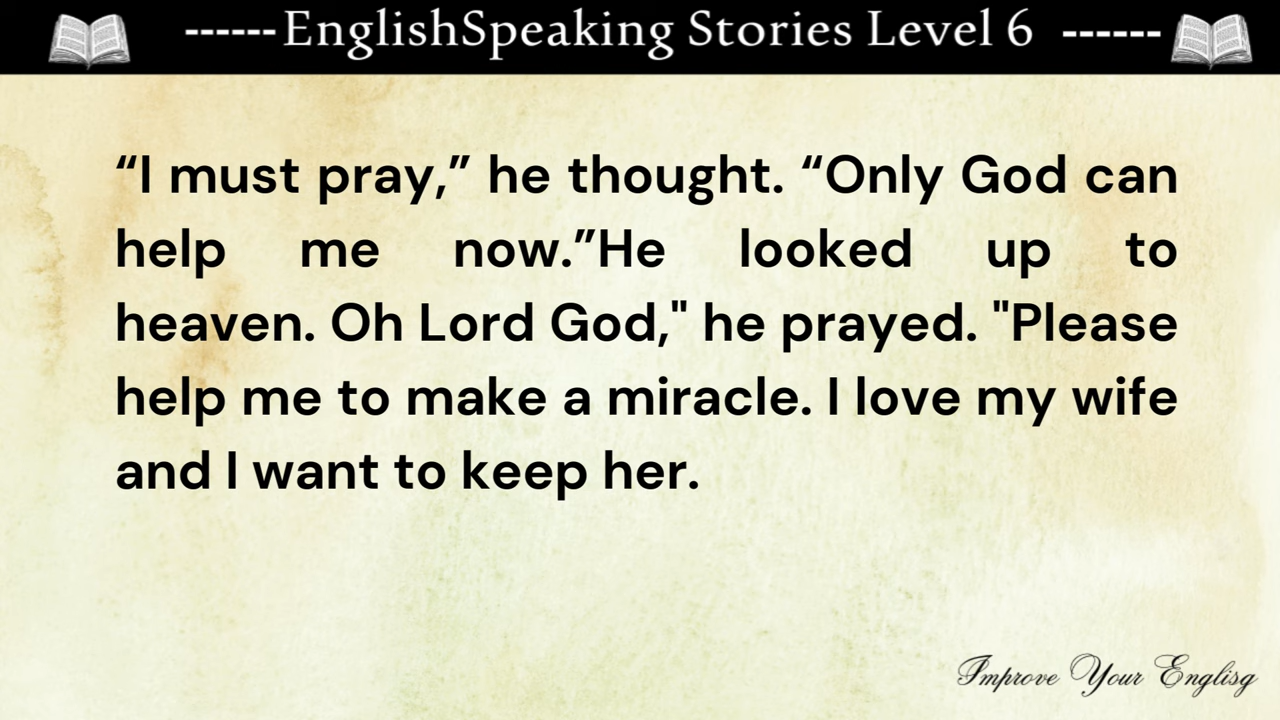 ------EnglishSpeaking Stories Level 6 ------
“I must pray,” he thought. “Only God can
help me now.”He looked up to
heaven. Oh Lord God," he prayed. "Please
help me to make a miracle. I love my wife
and I want to keep her.
Improve Your Englisg